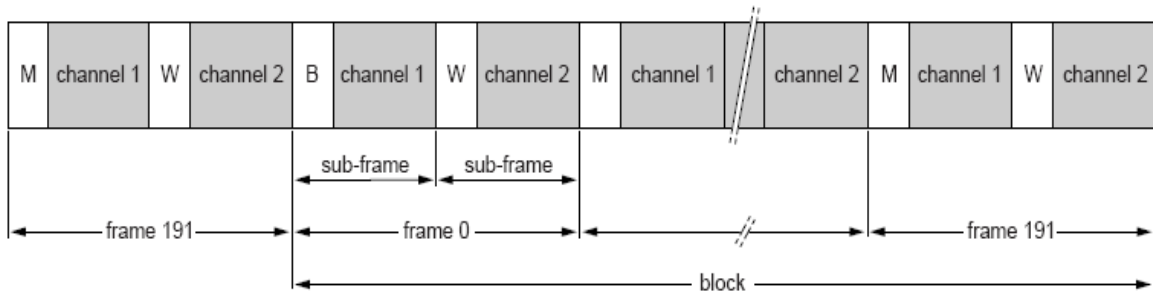 M channel 1 W channel 2 B channel 1 W channel 2 M channel 1 channel 2 M channel 1 W channel 2
sub-frame sub-frame
frame 191 frame 0 frame 191
block